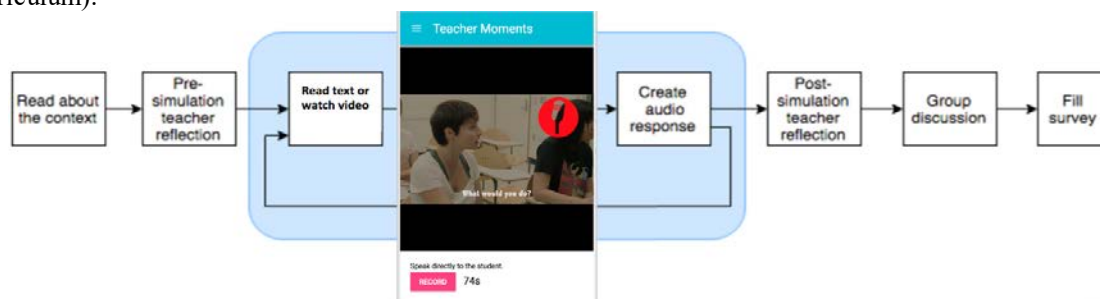 Teacher Moments
Read about
the context
Pre-
simulation
teacher
reflection
Read text or
watch video
What would you do?
Create
audio
response
Post-
simulation
teacher
reflection
Group
discussion
Fill
survey
Speak directly to the student.
RECORD 74s